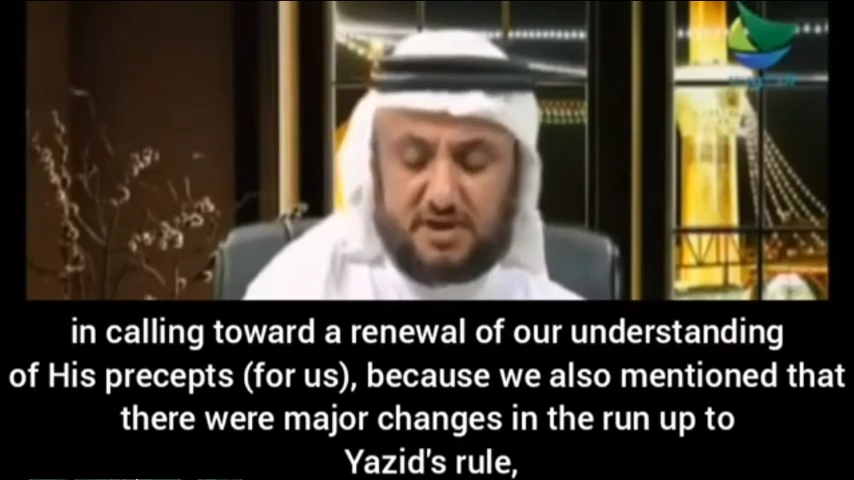 in calling toward a renewal of our understanding
of His precepts (for us), because we also mentioned that
there were major changes in the run up to
Yazid's rule,